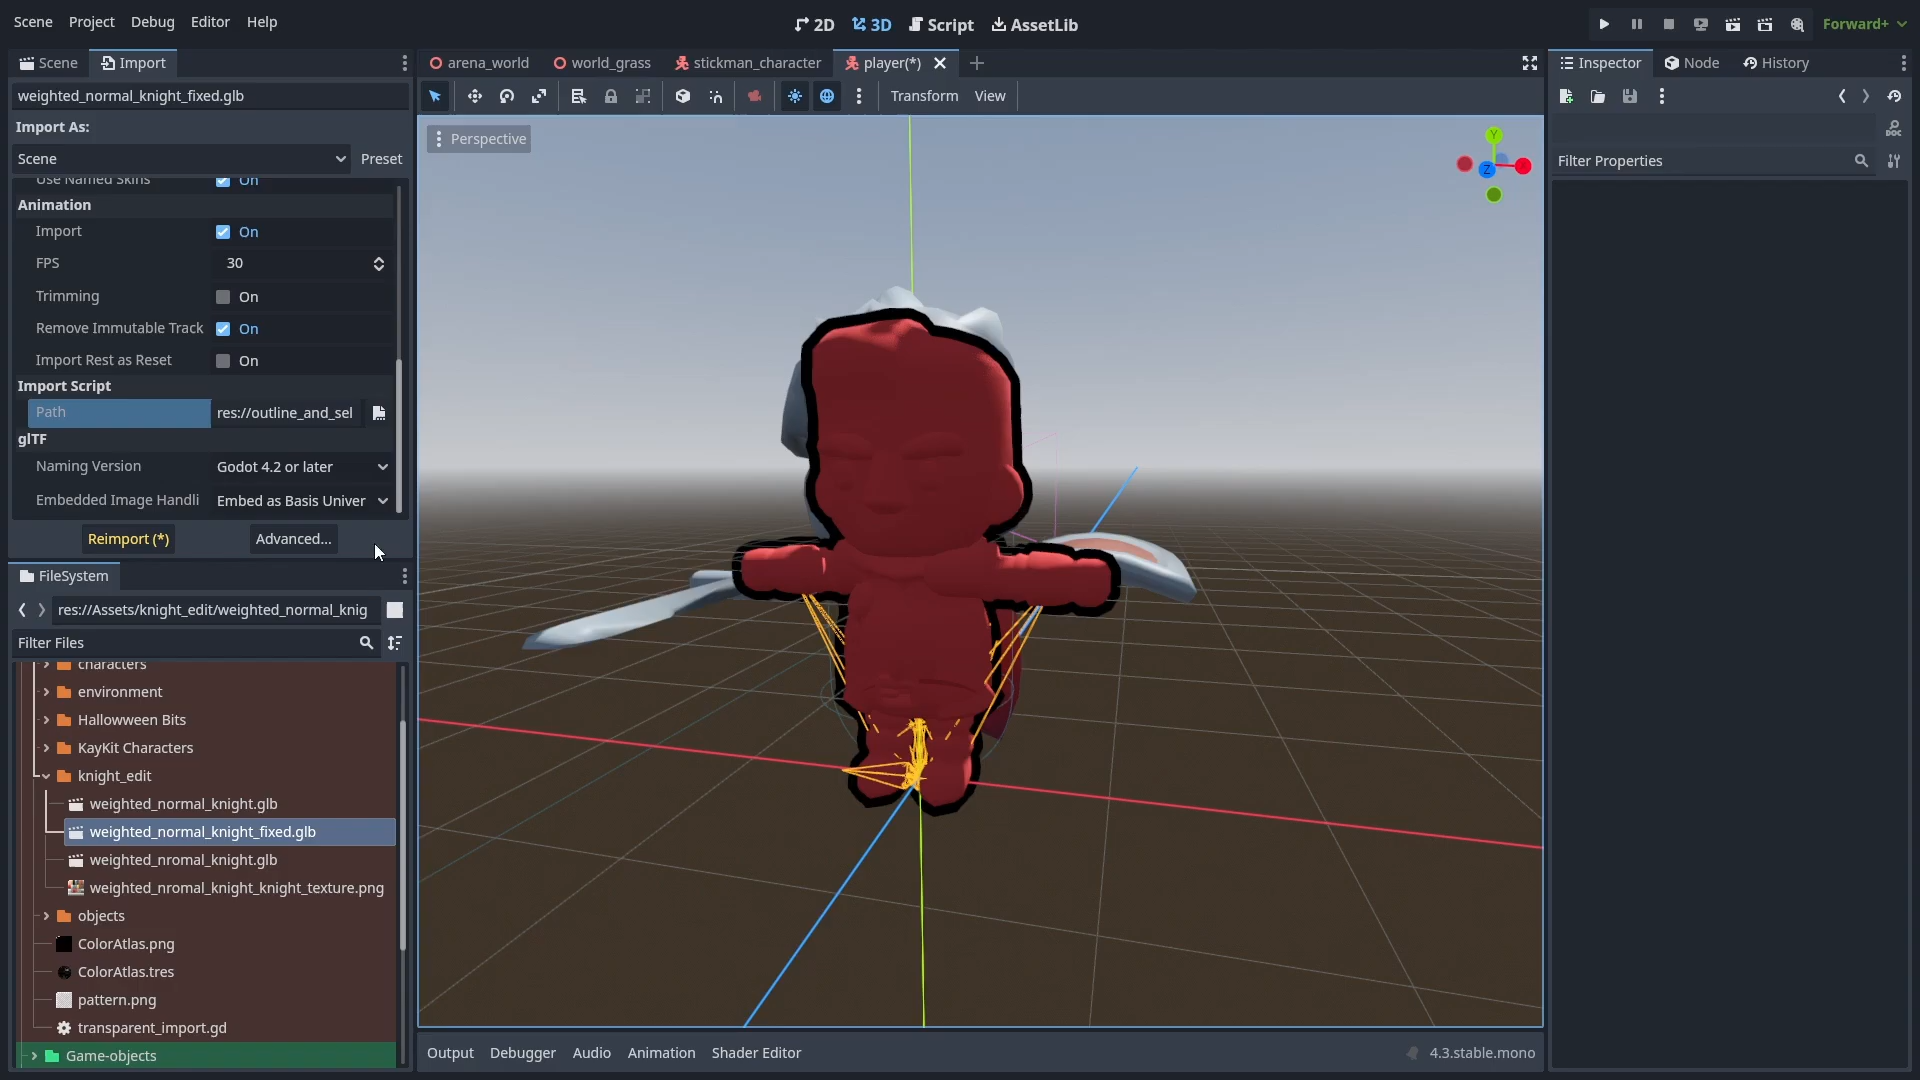 Scene Project Debug Editor Help
2D 3D Script AssetLib
Forward+
Scene Import
arena_world world_grass stickman_character player(*)
Inspector Node History
weighted_normal_knight_fixed.glb
Transform View
Import As:
Scene Preset
Perspective
Y
Z
Filter Properties
Use Named Skins On
Animation
Import On
FPS 30
Trimming On
Remove Immutable Track On
Import Rest as Reset On
Import Script
Path res://outline_and_sel
glTF
Naming Version Godot 4.2 or later
Embedded Image Handli Embed as Basis Univer
Reimport (*) Advanced...
FileSystem
res://Assets/knight_edit/weighted_normal_knig
Filter Files
characters
environment
Hallowween Bits
KayKit Characters
knight_edit
weighted_normal_knight.glb
weighted_normal_knight_fixed.glb
weighted_nromal_knight.glb
weighted_nromal_knight_knight_texture.png
objects
ColorAtlas.png
ColorAtlas.tres
pattern.png
transparent_import.gd
Game-objects
Output Debugger Audio Animation Shader Editor
4.3.stable.mono